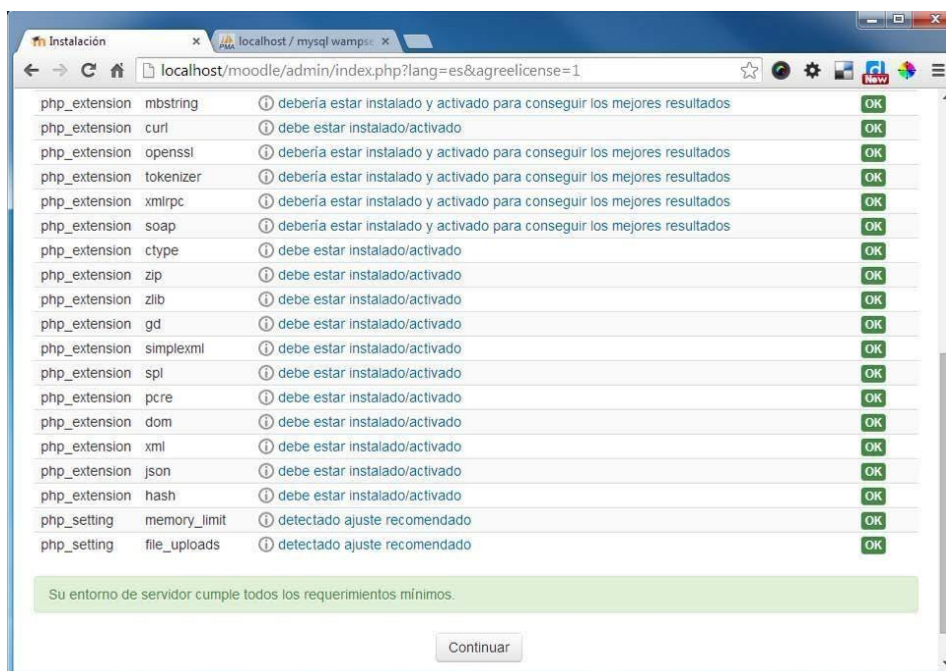 Instalación
localhost / mysql wampse
localhost/moodle/admin/index.php?lang=es&agreelicense=1
New
php_extension mbstring debería estar instalado y activado para conseguir los mejores resultados OK
php_extension curl debe estar instalado/activado OK
php_extension openssl debería estar instalado y activado para conseguir los mejores resultados OK
php_extension tokenizer debería estar instalado y activado para conseguir los mejores resultados OK
php_extension xmlrpc debería estar instalado y activado para conseguir los mejores resultados OK
php_extension soap debería estar instalado y activado para conseguir los mejores resultados OK
php_extension ctype debe estar instalado/activado OK
php_extension zip debe estar instalado/activado OK
php_extension zlib debe estar instalado/activado OK
php_extension gd debe estar instalado/activado OK
php_extension simplexml debe estar instalado/activado OK
php_extension spl debe estar instalado/activado OK
php_extension pcre debe estar instalado/activado OK
php_extension dom debe estar instalado/activado OK
php_extension xml debe estar instalado/activado OK
php_extension json debe estar instalado/activado OK
php_extension hash debe estar instalado/activado OK
php_setting memory_limit detectado ajuste recomendado OK
php_setting file_uploads detectado ajuste recomendado OK
Su entorno de servidor cumple todos los requerimientos mínimos.
Continuar